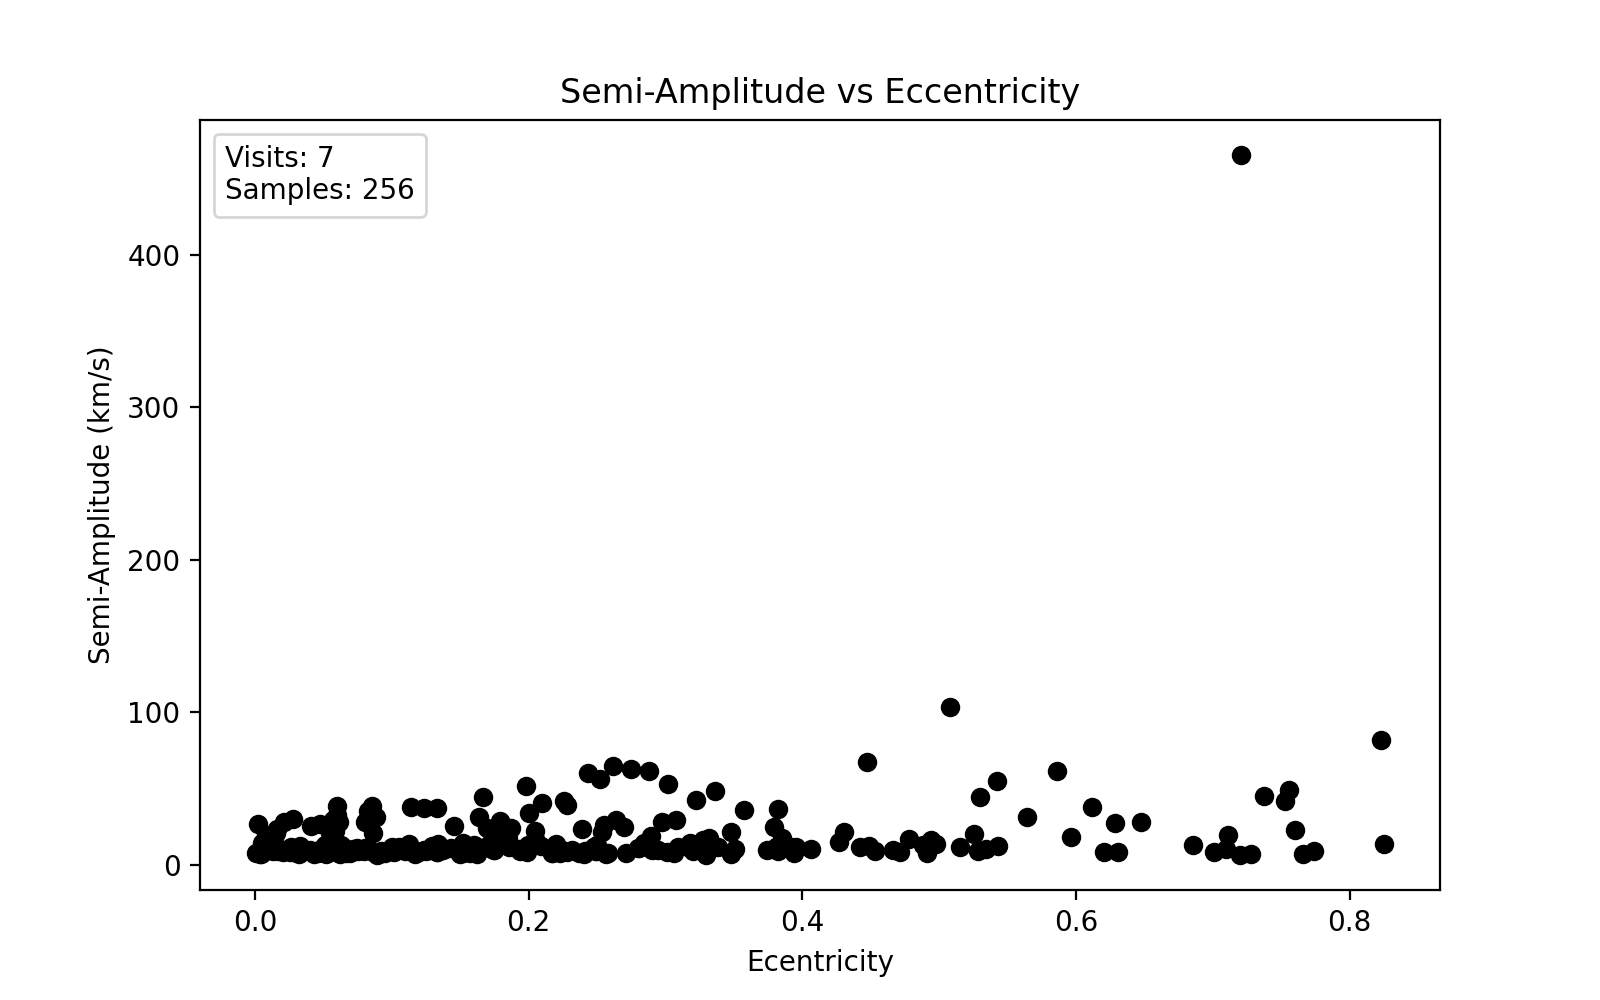 Semi-Amplitude vs Eccentricity
Visits: 7
Samples: 256
400
300
200
100
0
Semi-Amplitude (km/s)
0.0 0.2 0.4 0.6 0.8
Ecentricity